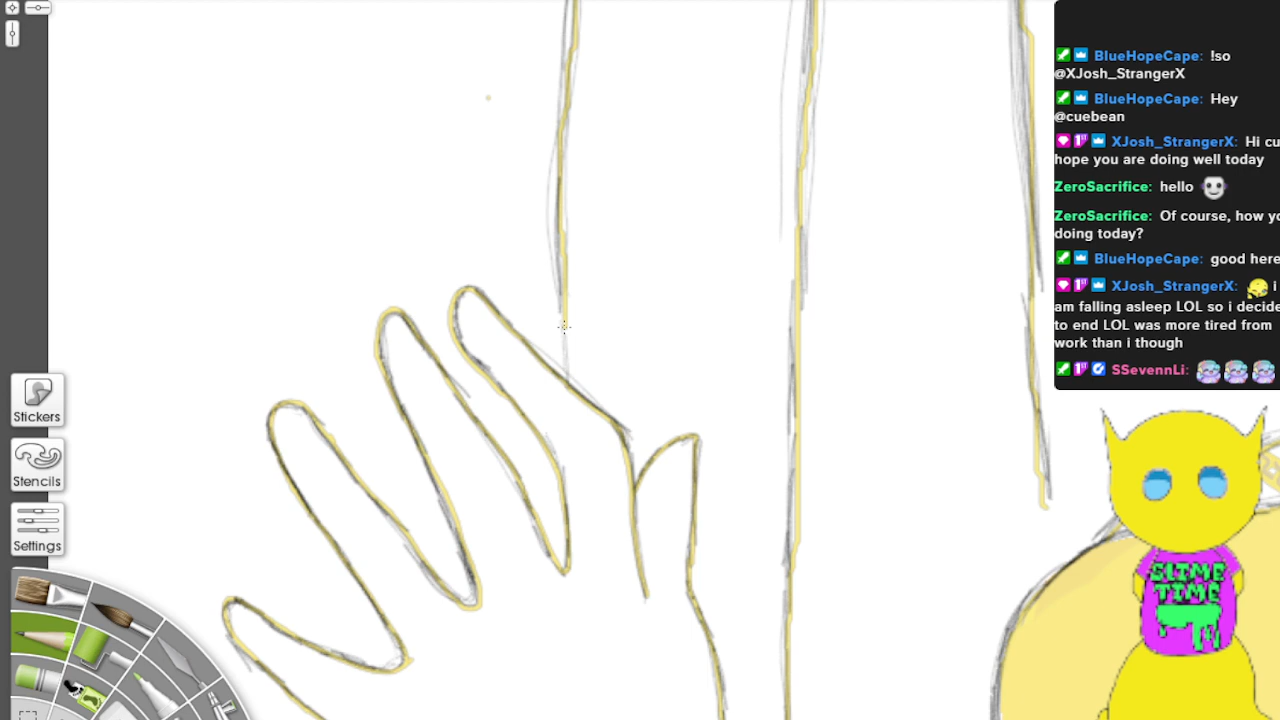 BlueHopeCape: !so
@XJosh_StrangerX
BlueHopeCape: Hey
@cuebean
XJosh_StrangerX: Hi cu
hope you are doing well today
ZeroSacrifice: hello
ZeroSacrifice: Of course, how yo
doing today?
BlueHopeCape: good here
XJosh_StrangerX: i
am falling asleep LOL so i decide
to end LOL was more tired from
work than i though
SSevennLi:
Stickers
Stencils
Settings
SLIME
TIME